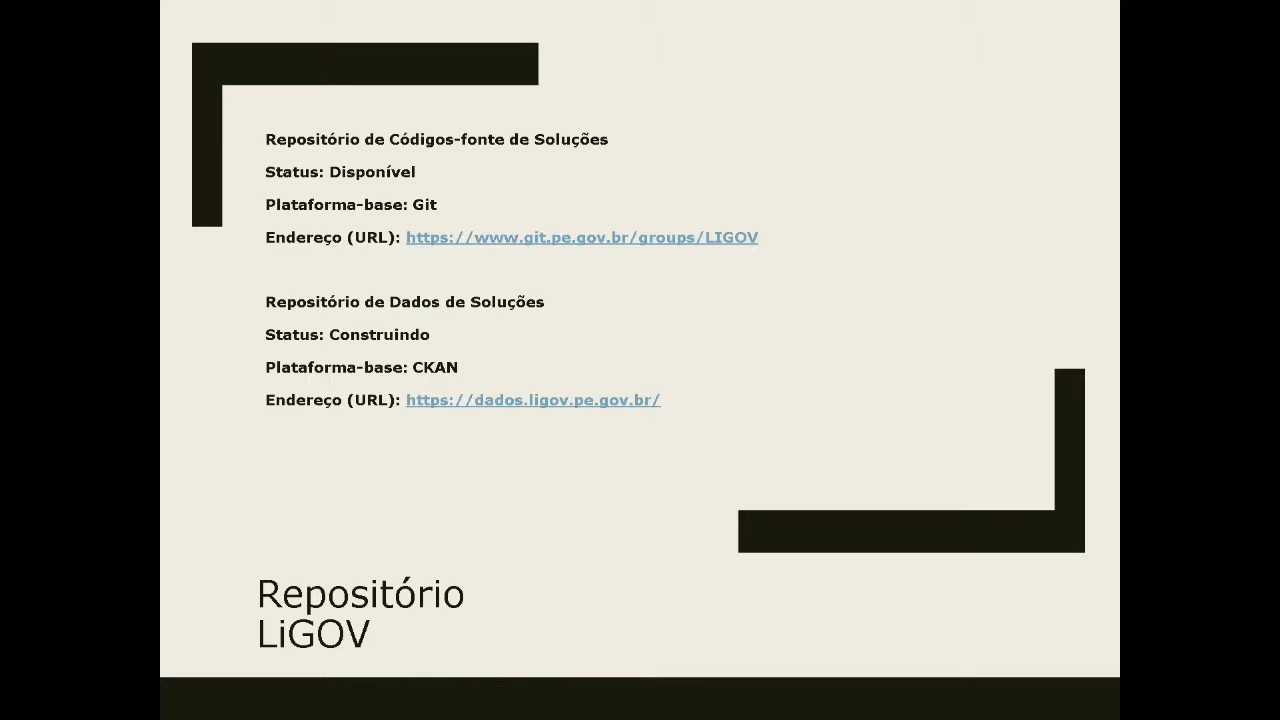 Repositório de Códigos-fonte de Soluções
Status: Disponível
Plataforma-base: Git
Endereço (URL): https://www.git.pe.gov.br/groups/LIGOV
Repositório de Dados de Soluções
Status: Construindo
Plataforma-base: CKAN
Endereço (URL): https://dados.ligov.pe.gov.br/
Repositório
LiGOV